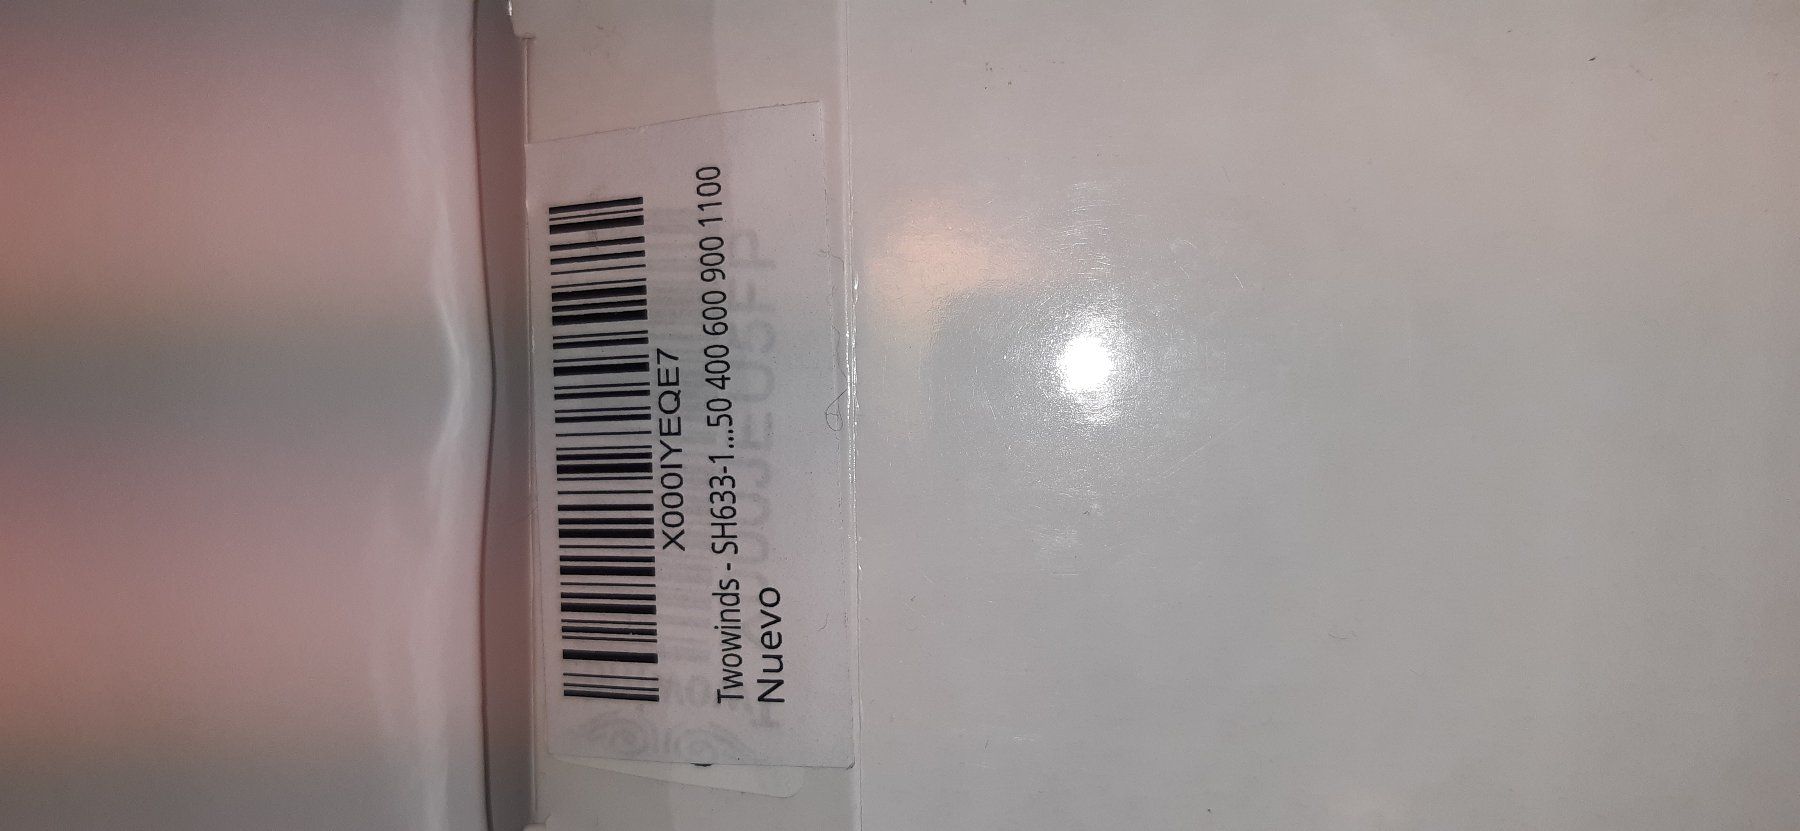 X000IYEQE7
Twowinds - SH633-1...50 400 600 900 1100
Nuevo